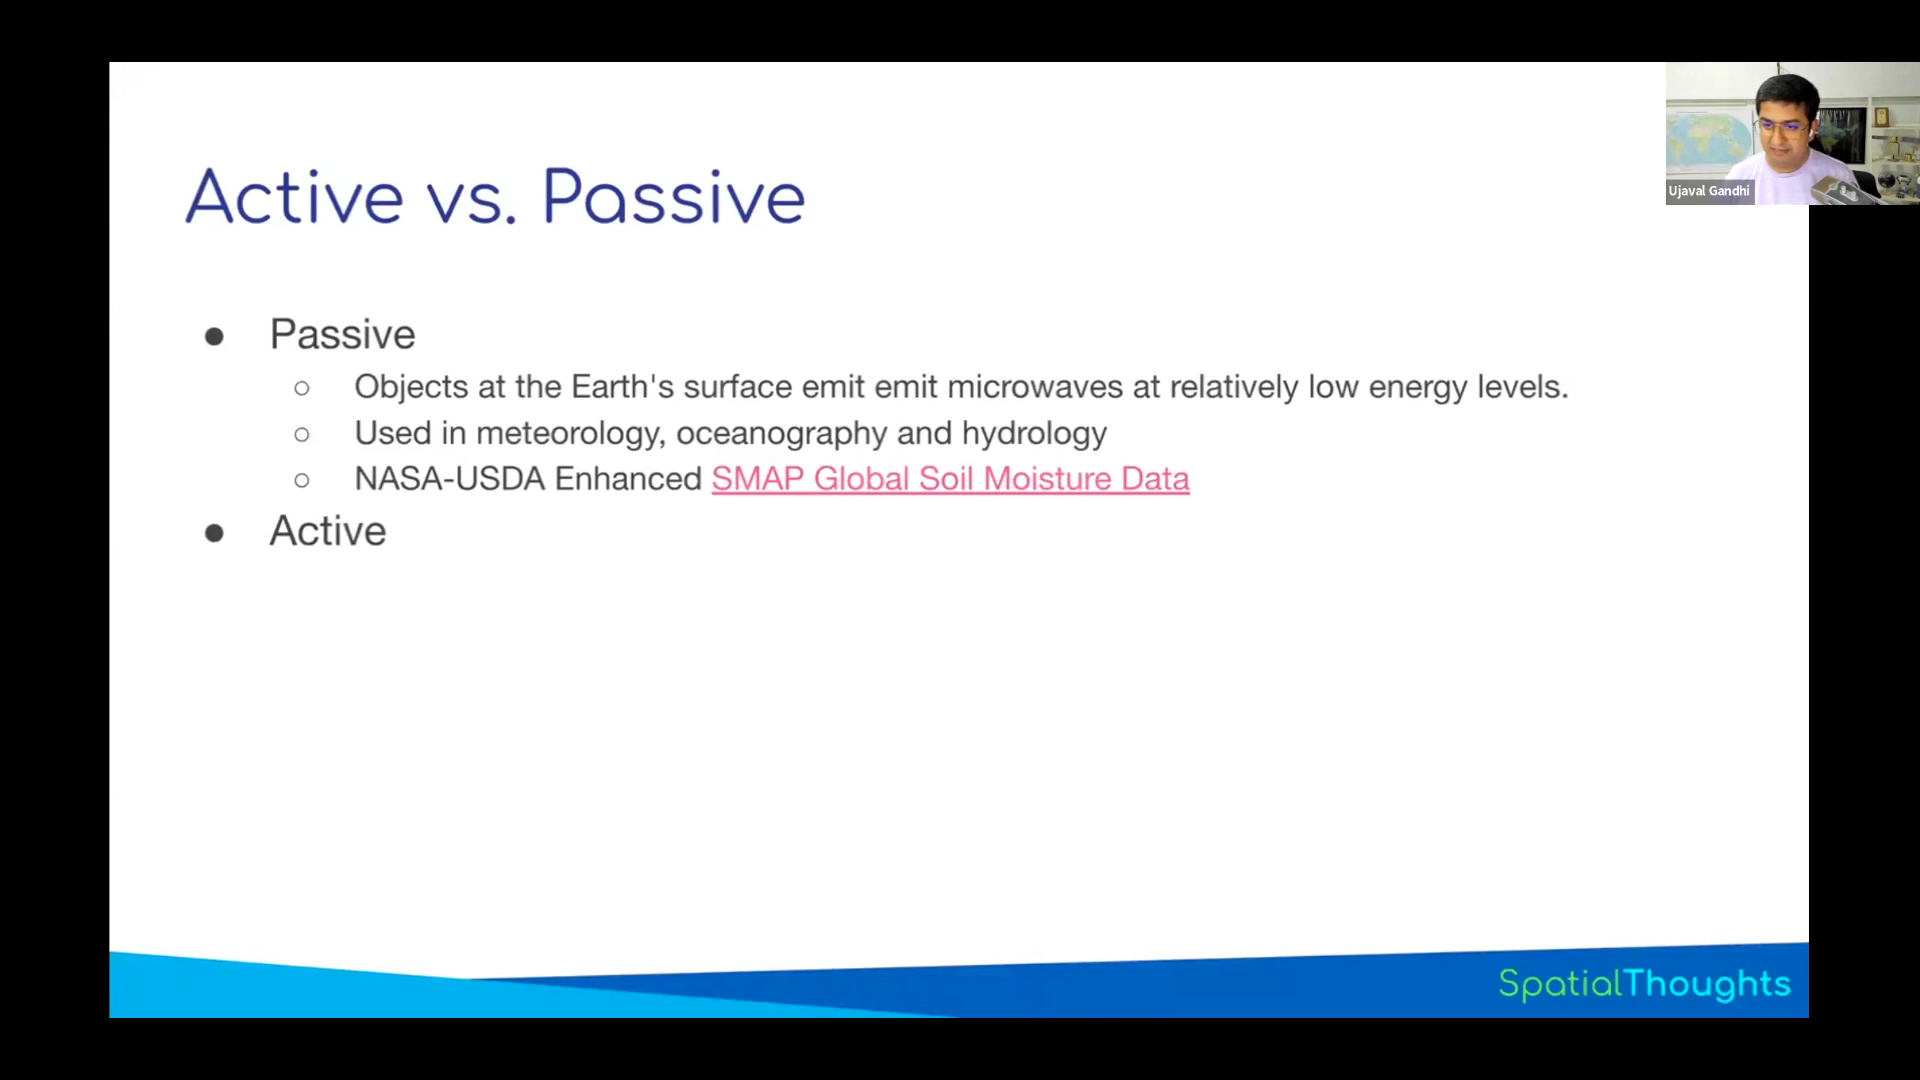 Active vs. Passive
Ujaval Gandhi
● Passive
○ Objects at the Earth's surface emit emit microwaves at relatively low energy levels.
○ Used in meteorology, oceanography and hydrology
○ NASA-USDA Enhanced SMAP Global Soil Moisture Data
● Active
SpatialThoughts